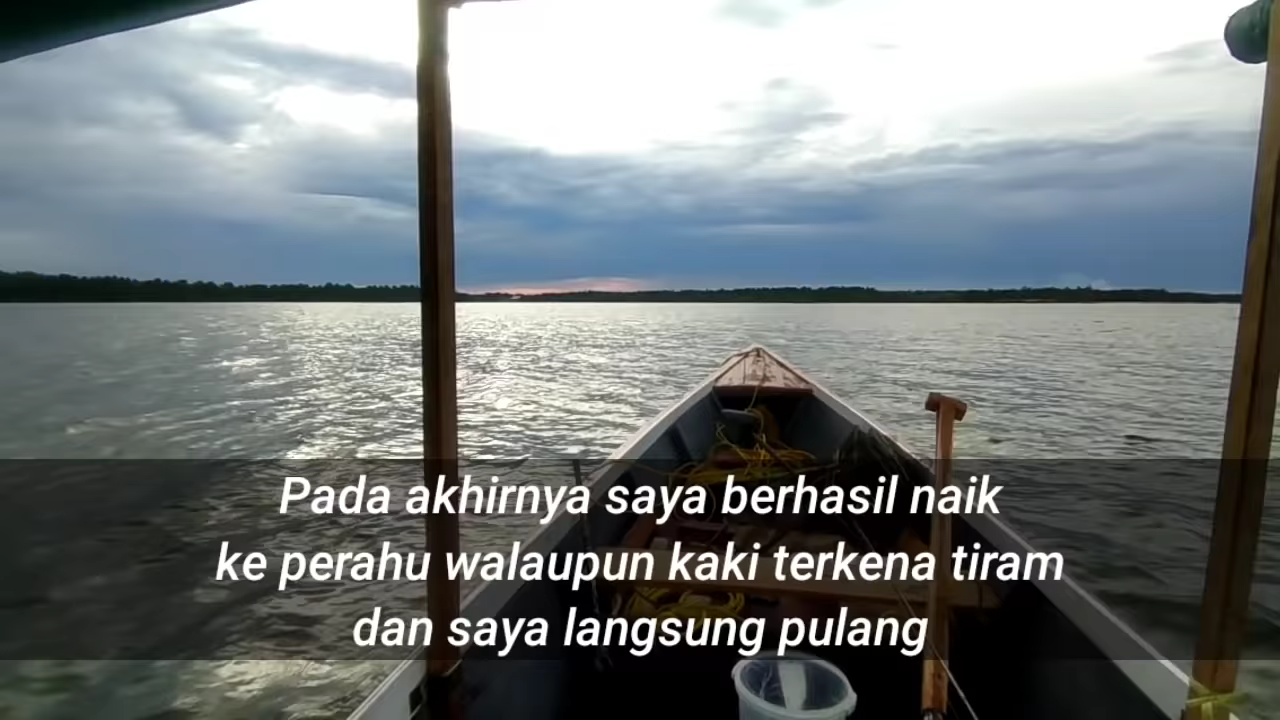 Pada akhirnya saya berhasil naik
ke perahu walaupun kaki terkena tiram
dan saya langsung pulang